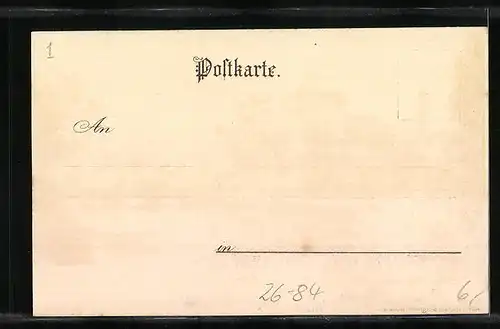 1
Postkarte.
An
in
26-84
6,-